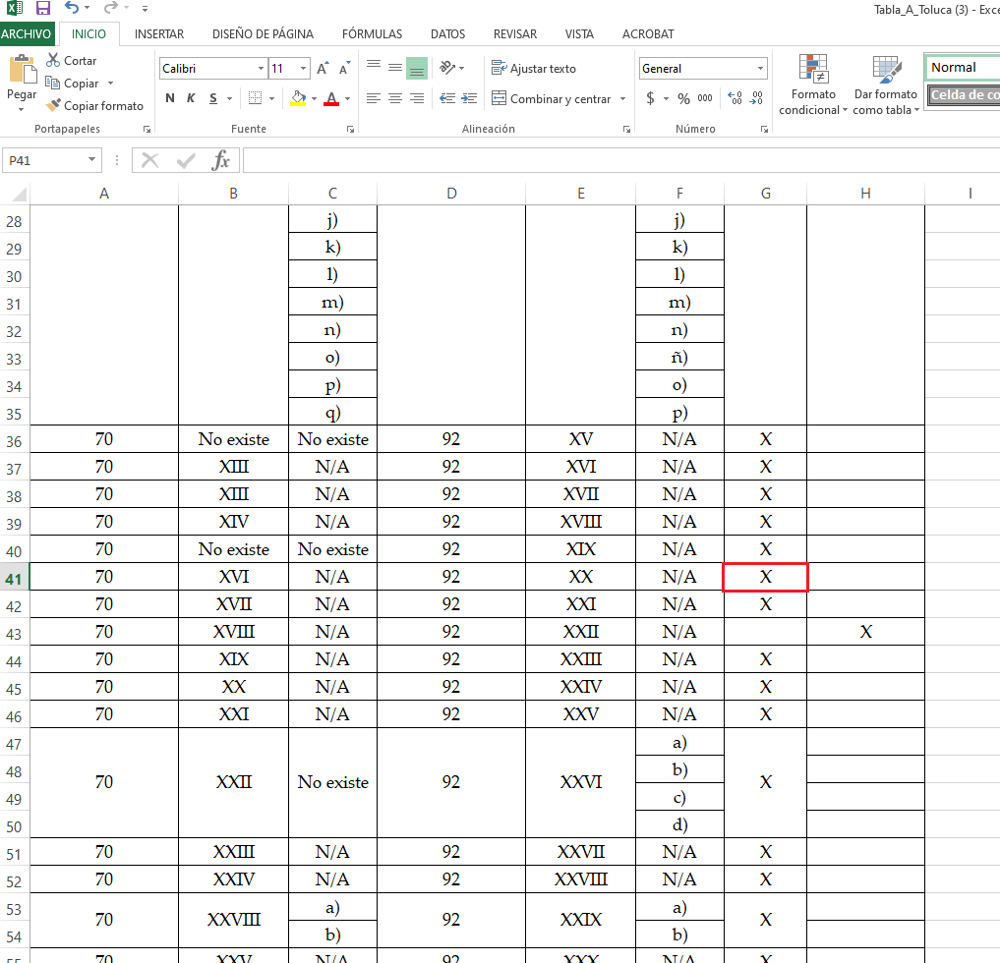 Tabla_A_Toluca (3) - Exce
ARCHIVO INICIO INSERTAR DISEÑO DE PÁGINA FÓRMULAS DATOS REVISAR VISTA ACROBAT
Pegar
Cortar
Copiar
Copiar formato
Portapapeles
Calibri 11
N K S
Fuente
Ajustar texto
Combinar y centrar
Alineación
General
$ % 000
Número
Formato condicional
Dar formato como tabla
Normal
Celda de co
P41
A B C D E F G H I
28 j) j)
29 k) k)
30 l) l)
31 m) m)
32 n) n)
33 o) ñ)
34 p) o)
35 q) p)
36 70 No existe No existe 92 XV N/A X
37 70 XIII N/A 92 XVI N/A X
38 70 XIII N/A 92 XVII N/A X
39 70 XIV N/A 92 XVIII N/A X
40 70 No existe No existe 92 XIX N/A X
41 70 XVI N/A 92 XX N/A X
42 70 XVII N/A 92 XXI N/A X
43 70 XVIII N/A 92 XXII N/A X
44 70 XIX N/A 92 XXIII N/A X
45 70 XX N/A 92 XXIV N/A X
46 70 XXI N/A 92 XXV N/A X
47 a)
48 b)
70 XXII No existe 92 XXVI X
49 c)
50 d)
51 70 XXIII N/A 92 XXVII N/A X
52 70 XXIV N/A 92 XXVIII N/A X
53 a) a)
70 XXVIII 92 XXIX X
54 b) b)
55 70 XXV N/A 92 XXX N/A X